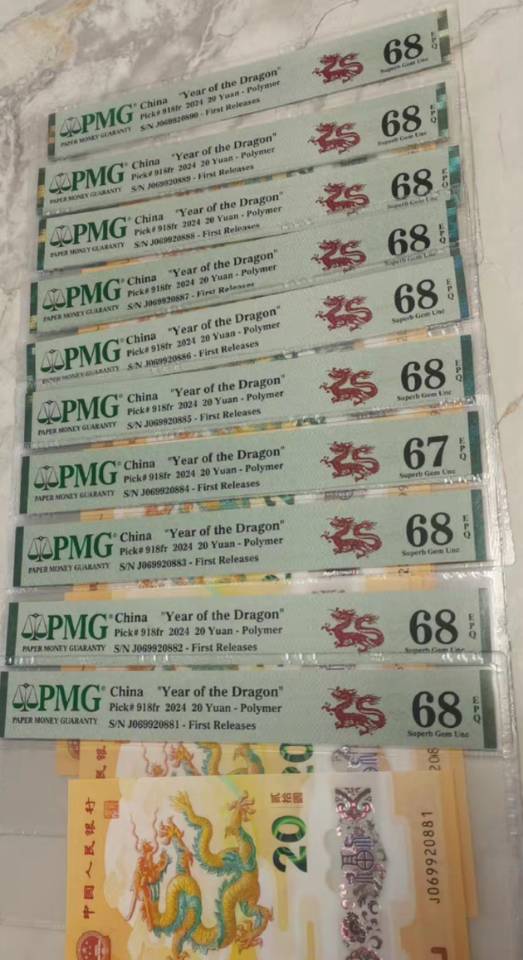 PMG® China "Year of the Dragon" 68 EPQ
Pick# 918fr 2024 20 Yuan - Polymer
PAPER MONEY GUARANTY S/N J069920890 - First Releases Superb Gem Unc
PMG® China "Year of the Dragon" 68 EPQ
Pick# 918fr 2024 20 Yuan - Polymer
PAPER MONEY GUARANTY S/N J069920889 - First Releases
PMG® China "Year of the Dragon" 68 EPQ
Pick# 918fr 2024 20 Yuan - Polymer
PAPER MONEY GUARANTY S/N J069920888 - First Releases Superb Gem Unc
PMG® China "Year of the Dragon" 68 EPQ
Pick# 918fr 2024 20 Yuan - Polymer
PAPER MONEY GUARANTY S/N J069920887 - First Releases Superb Gem Unc
PMG® China "Year of the Dragon" 68 EPQ
Pick# 918fr 2024 20 Yuan - Polymer
PAPER MONEY GUARANTY S/N J069920886 - First Releases Superb Gem Unc
PMG® China "Year of the Dragon" 68 EPQ
Pick# 918fr 2024 20 Yuan - Polymer
PAPER MONEY GUARANTY S/N J069920885 - First Releases Superb Gem Unc
PMG® China "Year of the Dragon" 67 EPQ
Pick# 918fr 2024 20 Yuan - Polymer
PAPER MONEY GUARANTY S/N J069920884 - First Releases Superb Gem Unc
PMG® China "Year of the Dragon" 68 EPQ
Pick# 918fr 2024 20 Yuan - Polymer
PAPER MONEY GUARANTY S/N J069920883 - First Releases Superb Gem Unc
PMG® China "Year of the Dragon" 68 EPQ
Pick# 918fr 2024 20 Yuan - Polymer
PAPER MONEY GUARANTY S/N J069920882 - First Releases Superb Gem Unc
PMG® China "Year of the Dragon" 68 EPQ
Pick# 918fr 2024 20 Yuan - Polymer
PAPER MONEY GUARANTY S/N J069920881 - First Releases Superb Gem Unc
民银行
20
208
中国人民银行
贰拾圆
20
J069920881